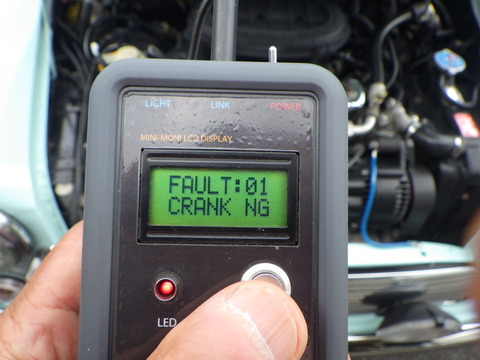 LIGHT LINK POWER
MINI-MONI LCD DISPLAY
FAULT:01
CRANK NG
LED